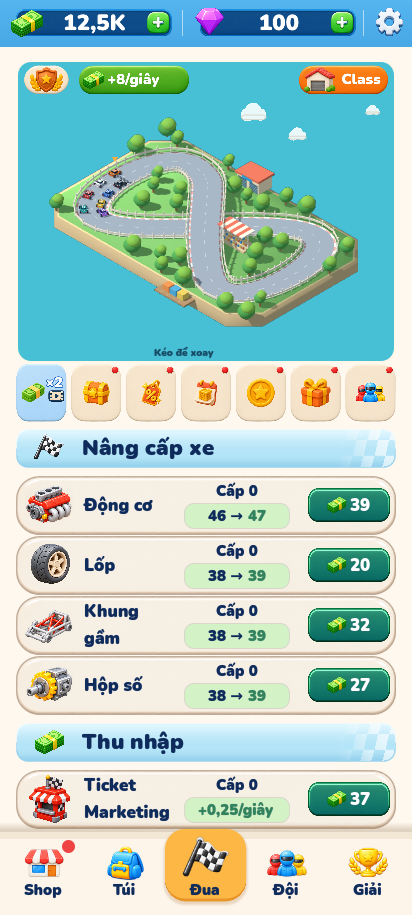 12,5K
100
+8/giây
Class
Kéo để xoay
x2
Nâng cấp xe
Động cơ
Cấp 0
46 → 47
39
Lốp
Cấp 0
38 → 39
20
Khung gầm
Cấp 0
38 → 39
32
Hộp số
Cấp 0
38 → 39
27
Thu nhập
Ticket Marketing
Cấp 0
+0,25/giây
37
Shop
Túi
Đua
Đội
Giải